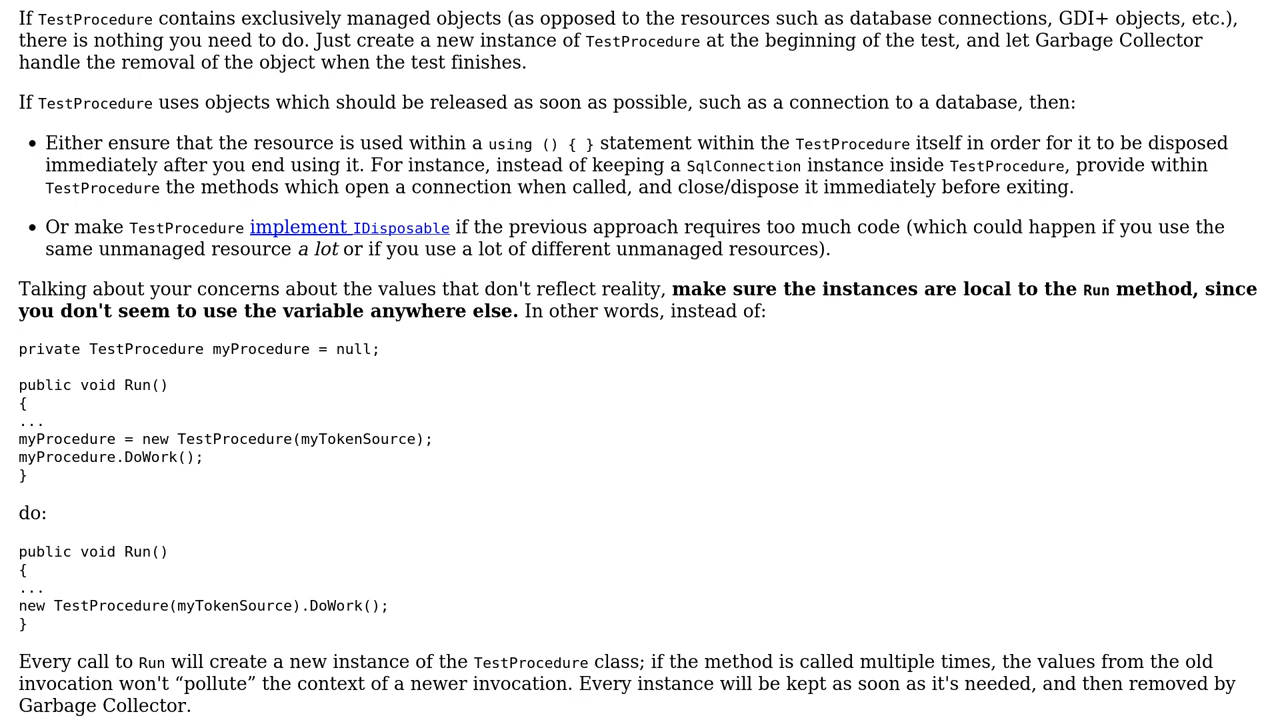 If TestProcedure contains exclusively managed objects (as opposed to the resources such as database connections, GDI+ objects, etc.),
there is nothing you need to do. Just create a new instance of TestProcedure at the beginning of the test, and let Garbage Collector
handle the removal of the object when the test finishes.
If TestProcedure uses objects which should be released as soon as possible, such as a connection to a database, then:
• Either ensure that the resource is used within a using () { } statement within the TestProcedure itself in order for it to be disposed
immediately after you end using it. For instance, instead of keeping a SqlConnection instance inside TestProcedure, provide within
TestProcedure the methods which open a connection when called, and close/dispose it immediately before exiting.
• Or make TestProcedure implement IDisposable if the previous approach requires too much code (which could happen if you use the
same unmanaged resource a lot or if you use a lot of different unmanaged resources).
Talking about your concerns about the values that don't reflect reality, make sure the instances are local to the Run method, since
you don't seem to use the variable anywhere else. In other words, instead of:
private TestProcedure myProcedure = null;
public void Run()
{
...
myProcedure = new TestProcedure(myTokenSource);
myProcedure.DoWork();
}
do:
public void Run()
{
...
new TestProcedure(myTokenSource).DoWork();
}
Every call to Run will create a new instance of the TestProcedure class; if the method is called multiple times, the values from the old
invocation won't “pollute” the context of a newer invocation. Every instance will be kept as soon as it's needed, and then removed by
Garbage Collector.